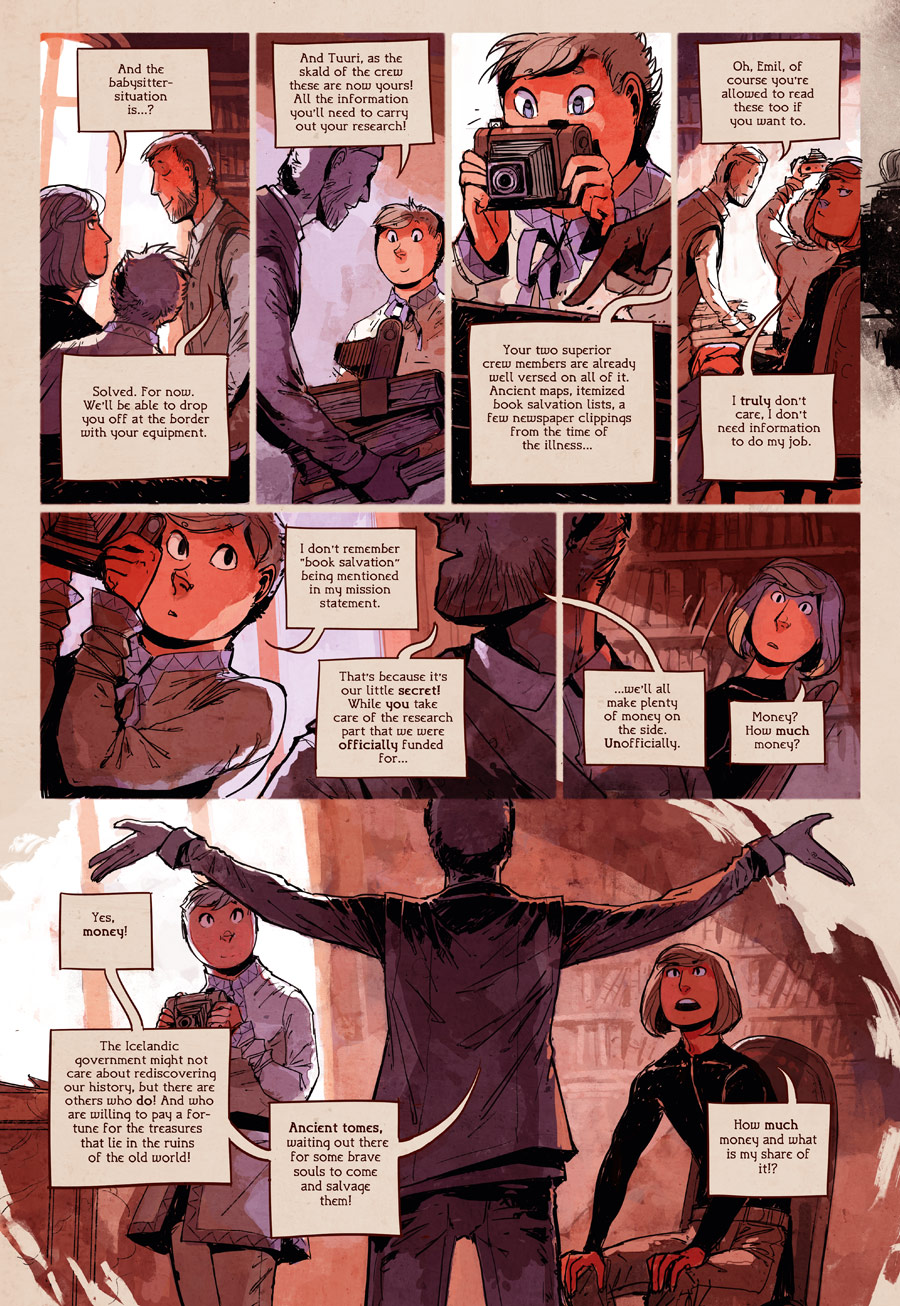 And the
babysitter-
situation
is...?
Solved. For now.
We'll be able to drop
you off at the border
with your equipment.
And Tuuri, as the
skald of the crew
these are now yours!
All the information
you'll need to carry
out your research!
Your two superior
crew members are already
well versed on all of it.
Ancient maps, itemized
book salvation lists, a
few newspaper clippings
from the time of
the illness...
Oh, Emil, of
course you're
allowed to read
these too if
you want to.
I truly don't
care, I don't
need information
to do my job.
I don't remember
"book salvation"
being mentioned
in my mission
statement.
That's because it's
our little secret!
While you take
care of the research
part that we were
officially funded
for...
...we'll all
make plenty
of money on
the side.
Unofficially.
Money?
How much
money?
Yes,
money!
The Icelandic
government might not
care about rediscovering
our history, but there are
others who do! And who
are willing to pay a for-
tune for the treasures
that lie in the ruins
of the old world!
Ancient tomes,
waiting out there
for some brave
souls to come
and salvage
them!
How much
money and what
is my share of
it!?